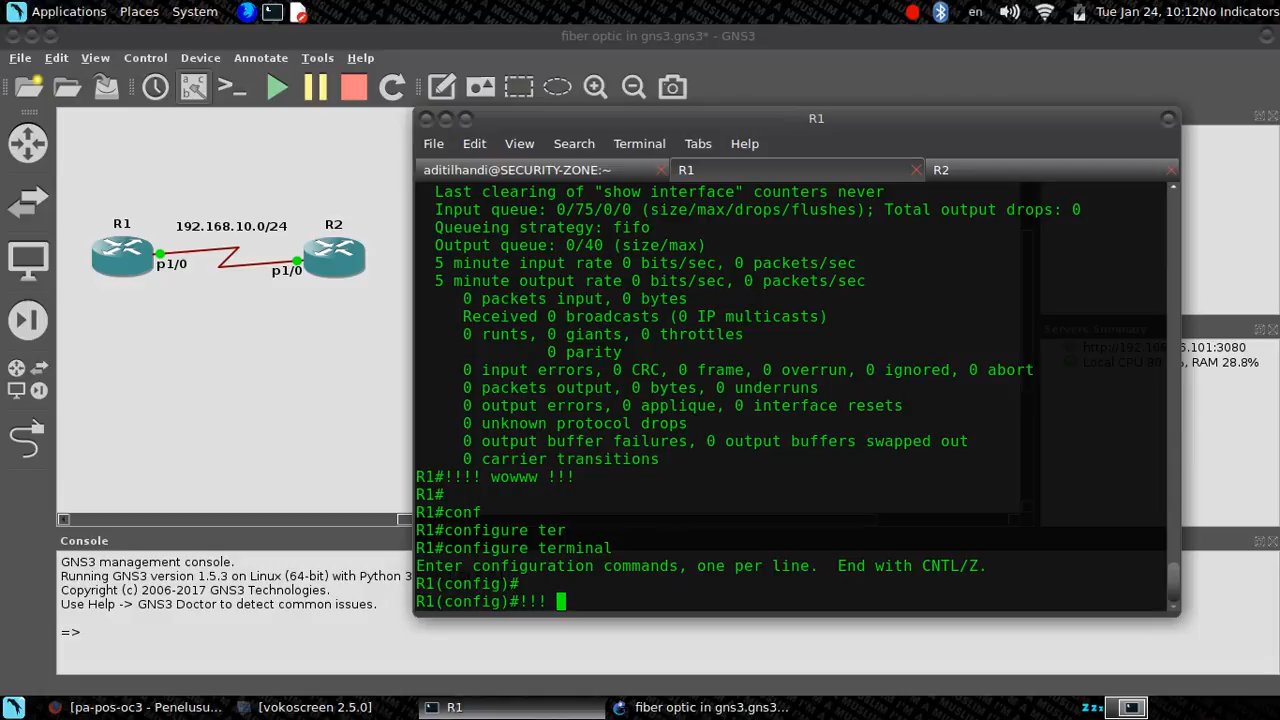 Applications Places System
en
Tue Jan 24, 10:12No Indicators
fiber optic in gns3.gns3* - GNS3
File Edit View Control Device Annotate Tools Help
R1
File Edit View Search Terminal Tabs Help
aditilhandi@SECURITY-ZONE:~
R1
R2
Last clearing of "show interface" counters never
Input queue: 0/75/0/0 (size/max/drops/flushes); Total output drops: 0
Queueing strategy: fifo
Output queue: 0/40 (size/max)
5 minute input rate 0 bits/sec, 0 packets/sec
5 minute output rate 0 bits/sec, 0 packets/sec
0 packets input, 0 bytes
Received 0 broadcasts (0 IP multicasts)
0 runts, 0 giants, 0 throttles
0 parity
0 input errors, 0 CRC, 0 frame, 0 overrun, 0 ignored, 0 abort
0 packets output, 0 bytes, 0 underruns
0 output errors, 0 applique, 0 interface resets
0 unknown protocol drops
0 output buffer failures, 0 output buffers swapped out
0 carrier transitions
R1#!!!! wowww !!!
R1#
R1#conf
R1#configure ter
R1#configure terminal
Enter configuration commands, one per line.  End with CNTL/Z.
R1(config)#
R1(config)#!!!
R1
192.168.10.0/24
R2
p1/0
p1/0
Servers Summary
Local CPU
RAM 28.8%
Console
GNS3 management console.
Running GNS3 version 1.5.3 on Linux (64-bit) with Python 3
Copyright (c) 2006-2017 GNS3 Technologies.
Use Help -> GNS3 Doctor to detect common issues.
=>
[pa-pos-oc3 - Penelusu...
[vokoscreen 2.5.0]
R1
fiber optic in gns3.gns3...